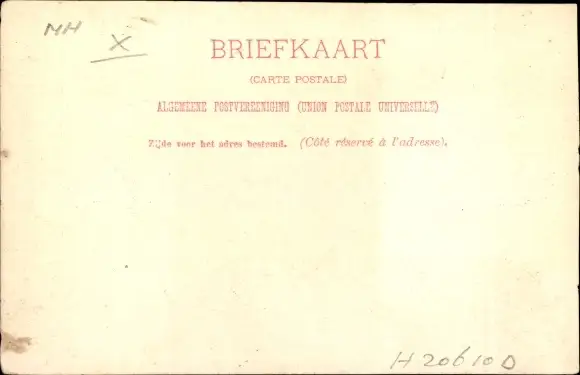 MH
X
BRIEFKAART
(CARTE POSTALE)
ALGEMEENE POSTVEREENIGING (UNION POSTALE UNIVERSELLE)
Zijde voor het adres bestemd. (Côté réservé à l'adresse).
H 20610 D